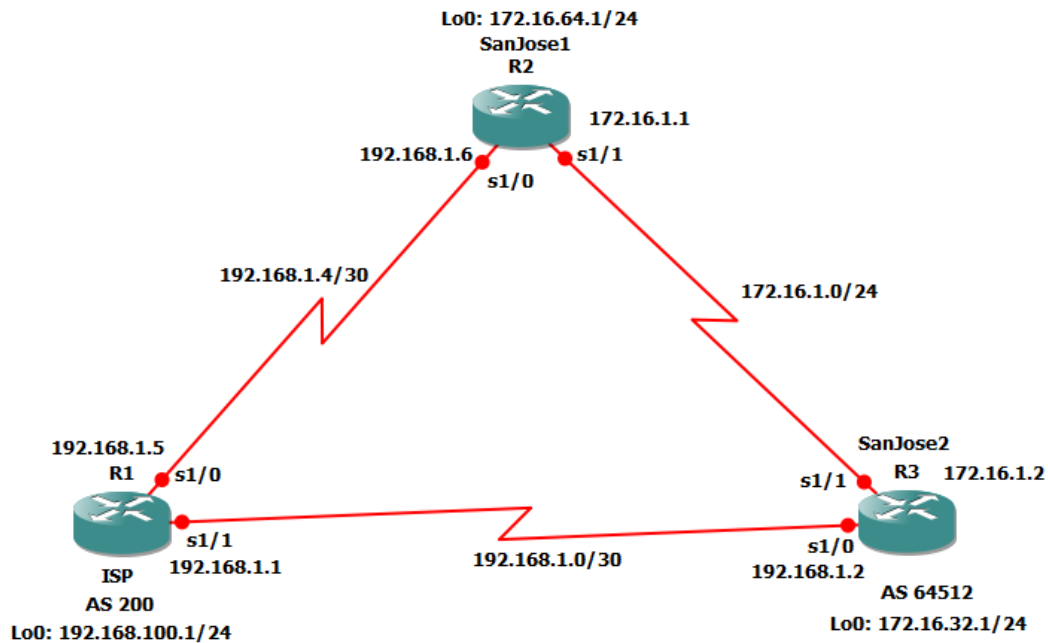 Lo0: 172.16.64.1/24
SanJose1
R2
172.16.1.1
192.168.1.6
s1/0
s1/1
192.168.1.4/30
172.16.1.0/24
192.168.1.5
R1
s1/0
s1/1
192.168.1.1
ISP
AS 200
Lo0: 192.168.100.1/24
192.168.1.0/30
SanJose2
R3
172.16.1.2
s1/1
s1/0
192.168.1.2
AS 64512
Lo0: 172.16.32.1/24